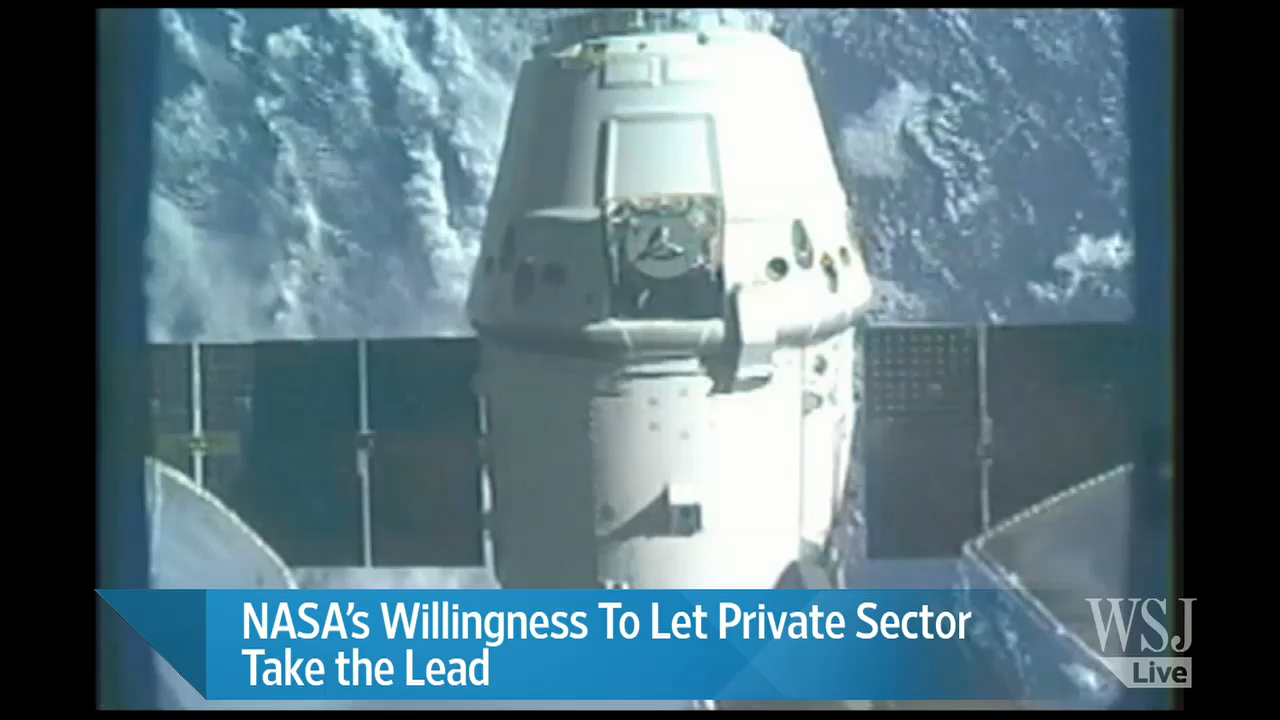 NASA's Willingness To Let Private Sector
Take the Lead
WSJ
Live